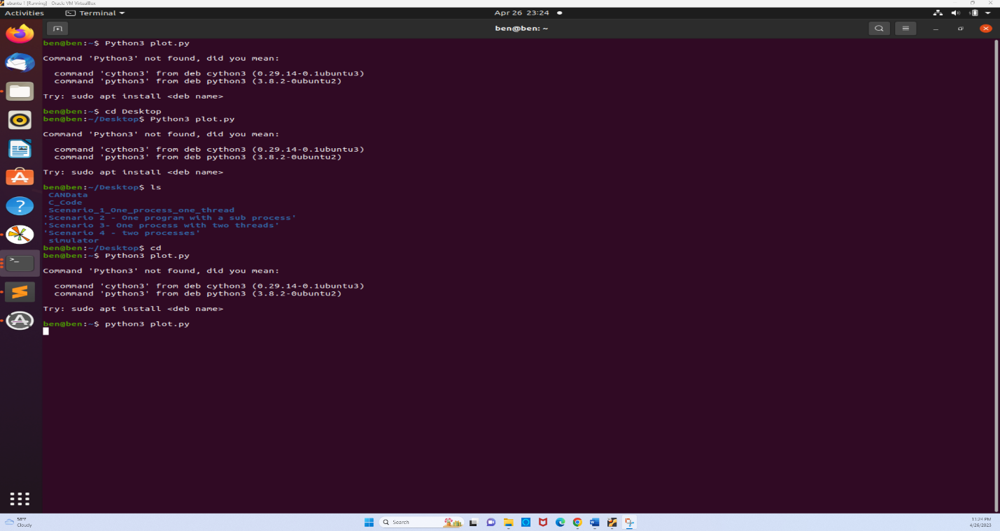 ubuntu 1 [Running] - Oracle VM VirtualBox
Activities
Terminal
Apr 26 23:24
ben@ben: ~
ben@ben:~$ Python3 plot.py
Command 'Python3' not found, did you mean:
command 'cython3' from deb cython3 (0.29.14-0.1ubuntu3)
command 'python3' from deb python3 (3.8.2-0ubuntu2)
Try: sudo apt install <deb name>
ben@ben:~$ cd Desktop
ben@ben:~/Desktop$ Python3 plot.py
Command 'Python3' not found, did you mean:
command 'cython3' from deb cython3 (0.29.14-0.1ubuntu3)
command 'python3' from deb python3 (3.8.2-0ubuntu2)
Try: sudo apt install <deb name>
ben@ben:~/Desktop$ ls
CANData
C_Code
Scenario_1_One_process_one_thread
'Scenario 2 - One program with a sub process'
'Scenario 3- One process with two threads'
'Scenario 4 - two processes'
simulator
ben@ben:~/Desktop$ cd
ben@ben:~$ Python3 plot.py
Command 'Python3' not found, did you mean:
command 'cython3' from deb cython3 (0.29.14-0.1ubuntu3)
command 'python3' from deb python3 (3.8.2-0ubuntu2)
Try: sudo apt install <deb name>
ben@ben:~$ python3 plot.py
58°F
Cloudy
Search
11:24 PM
4/26/2023